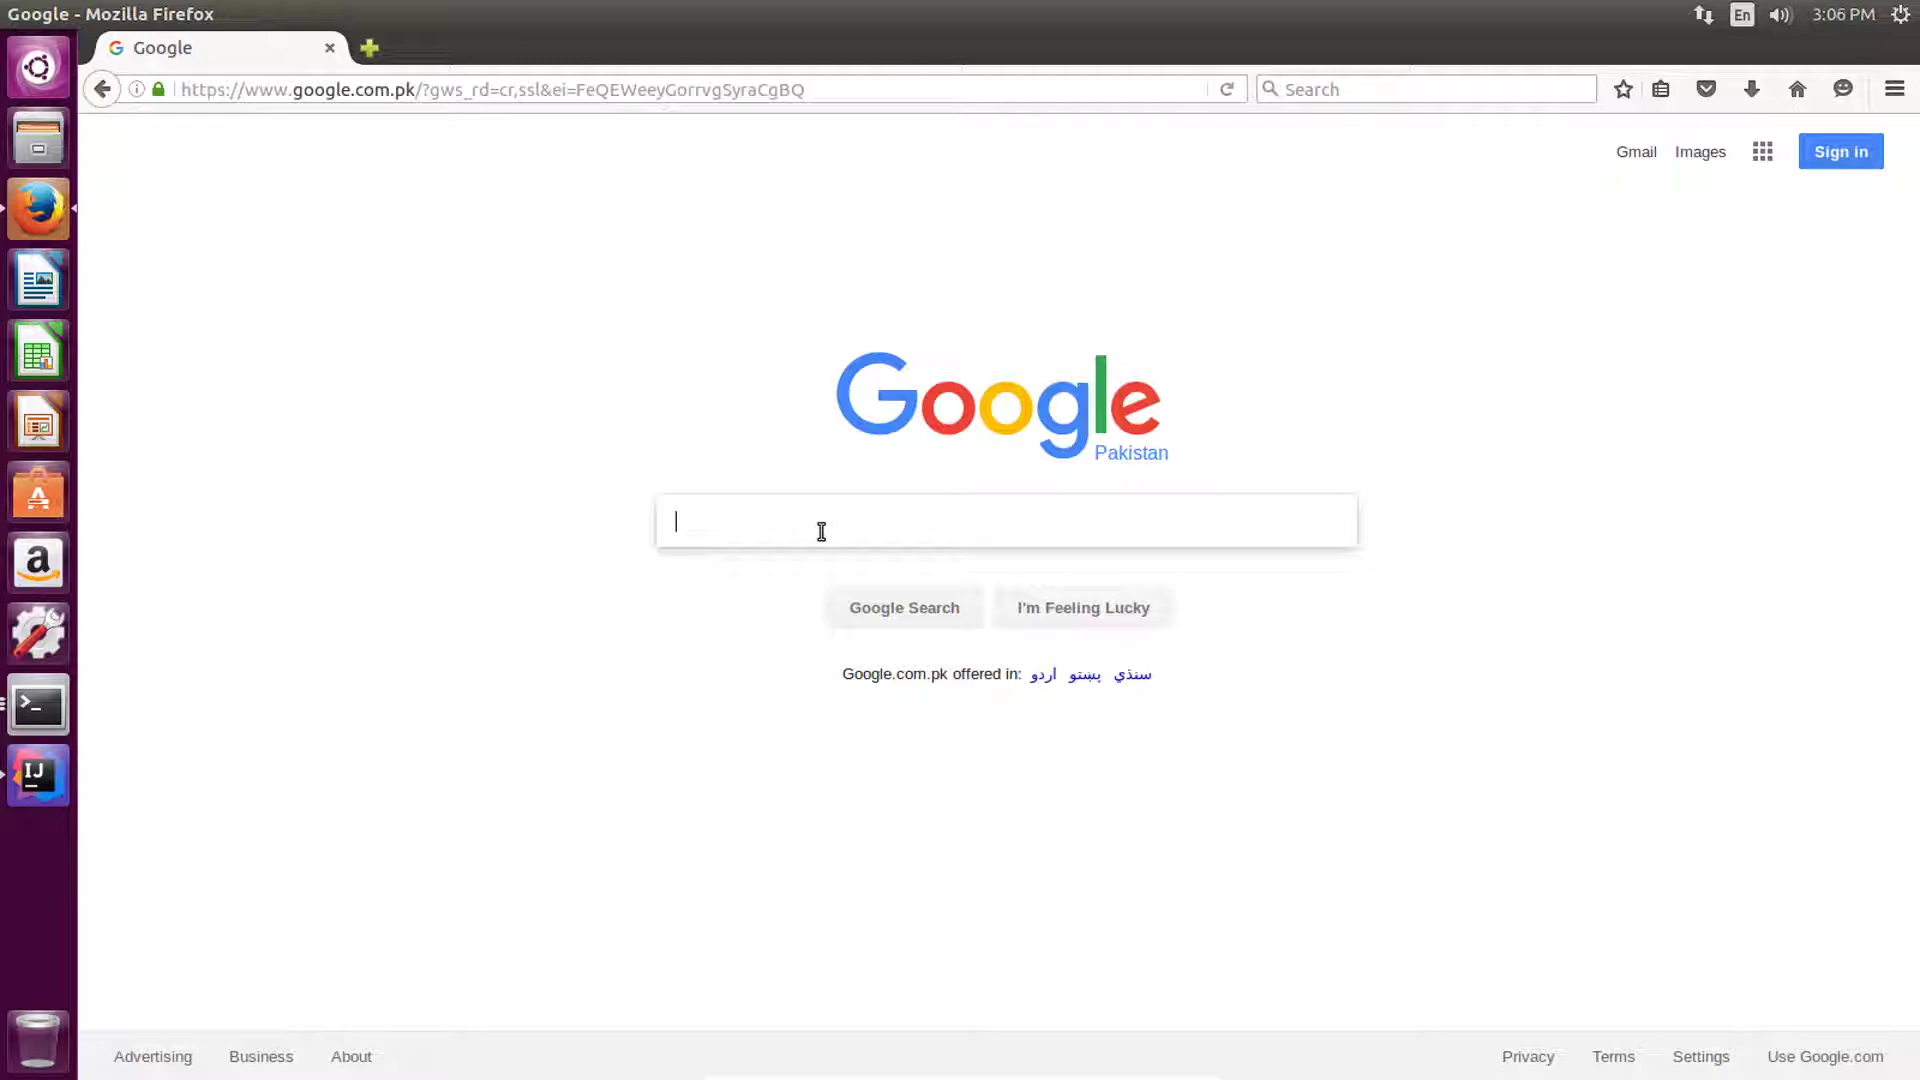 Google - Mozilla Firefox
En
3:06 PM
Google
https://www.google.com.pk/?gws_rd=cr,ssl&ei=FeQEWeeyGorrvgSyraCgBQ
Search
Gmail Images Sign in
Google
Pakistan
Google Search I'm Feeling Lucky
Google.com.pk offered in: اردو پښتو سنڌي
IJ
Advertising Business About Privacy Terms Settings Use Google.com